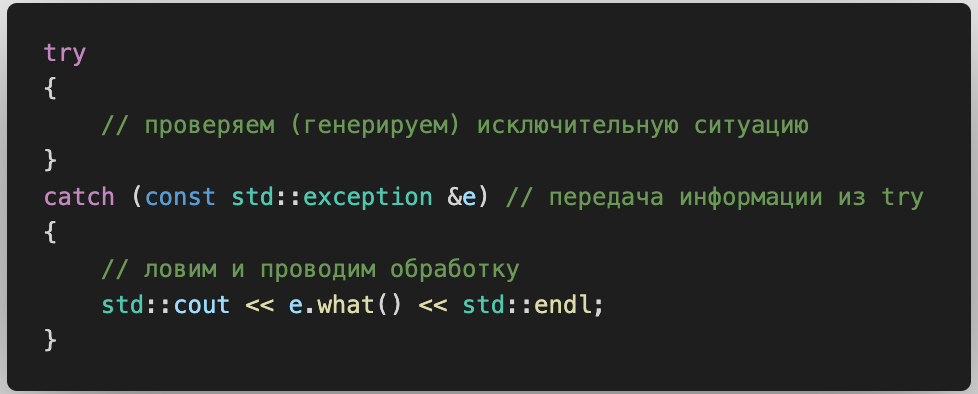 try
{
    // проверяем (генерируем) исключительную ситуацию
}
catch (const std::exception &e) // передача информации из try
{
    // ловим и проводим обработку
    std::cout << e.what() << std::endl;
}